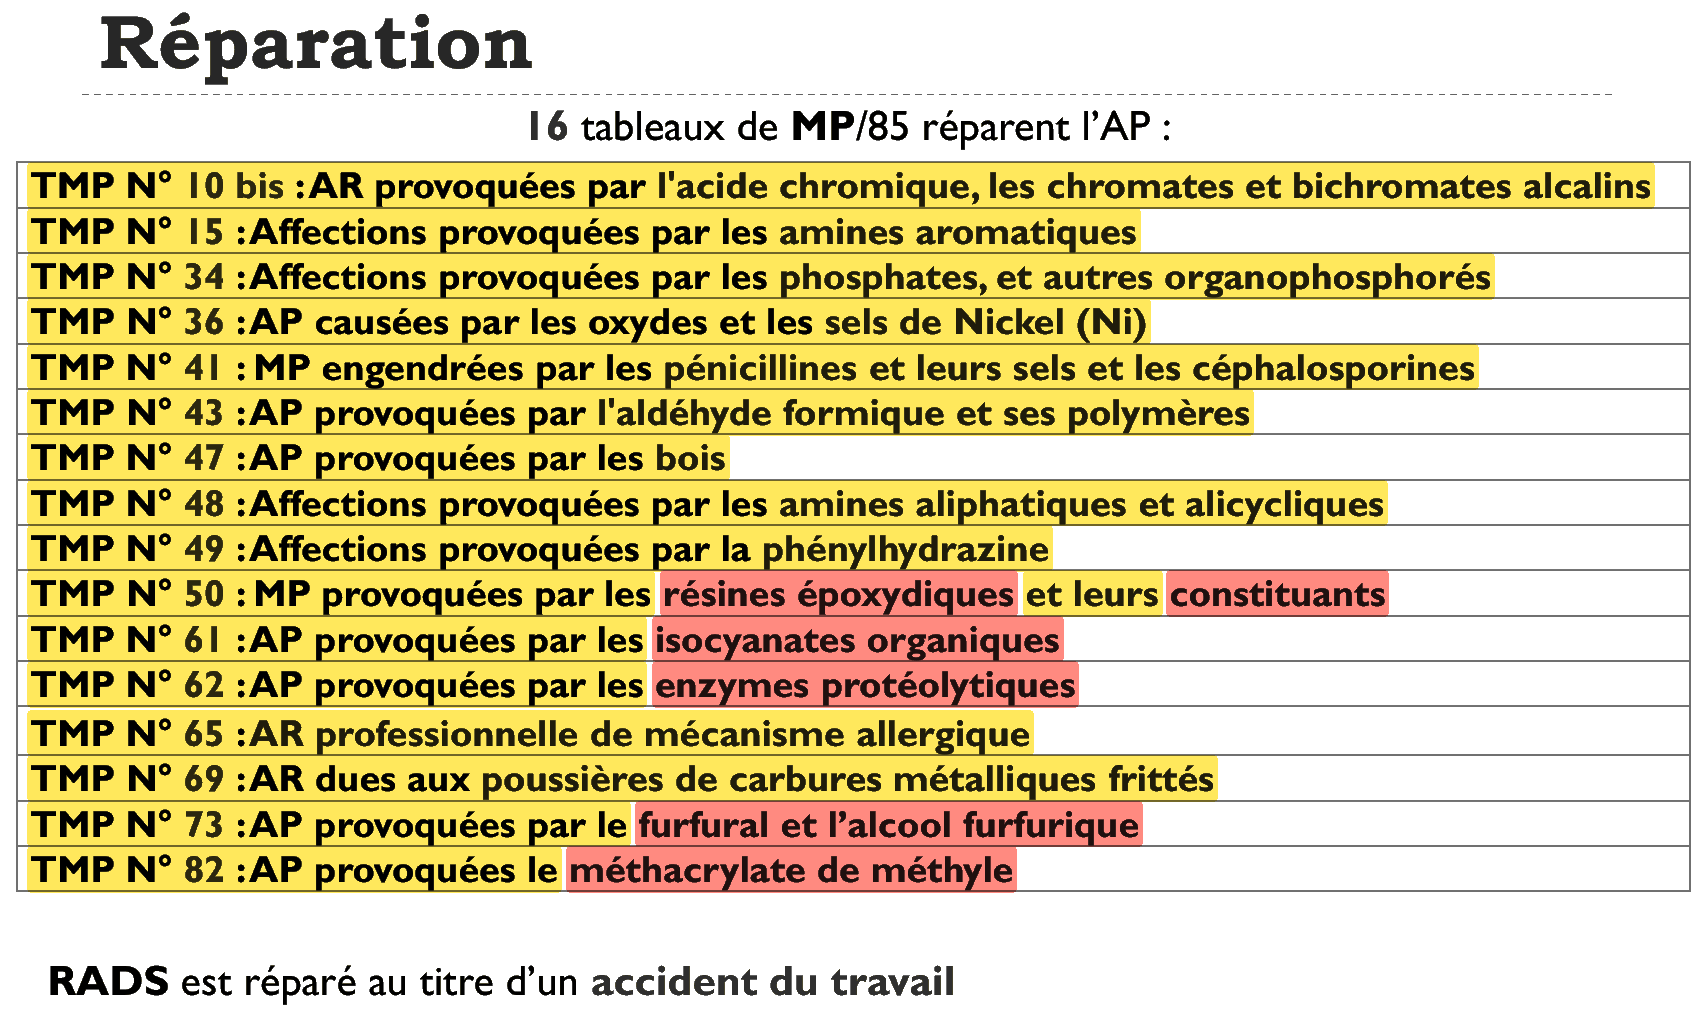 Réparation
16 tableaux de MP/85 réparent l’AP :
TMP N° 10 bis : AR provoquées par l'acide chromique, les chromates et bichromates alcalins
TMP N° 15 : Affections provoquées par les amines aromatiques
TMP N° 34 : Affections provoquées par les phosphates, et autres organophosphorés
TMP N° 36 : AP causées par les oxydes et les sels de Nickel (Ni)
TMP N° 41 : MP engendrées par les pénicillines et leurs sels et les céphalosporines
TMP N° 43 : AP provoquées par l'aldéhyde formique et ses polymères
TMP N° 47 : AP provoquées par les bois
TMP N° 48 : Affections provoquées par les amines aliphatiques et alicycliques
TMP N° 49 : Affections provoquées par la phénylhydrazine
TMP N° 50 : MP provoquées par les résines époxydiques et leurs constituants
TMP N° 61 : AP provoquées par les isocyanates organiques
TMP N° 62 : AP provoquées par les enzymes protéolytiques
TMP N° 65 : AR professionnelle de mécanisme allergique
TMP N° 69 : AR dues aux poussières de carbures métalliques frittés
TMP N° 73 : AP provoquées par le furfural et l’alcool furfurique
TMP N° 82 : AP provoquées le méthacrylate de méthyle
RADS est réparé au titre d’un accident du travail